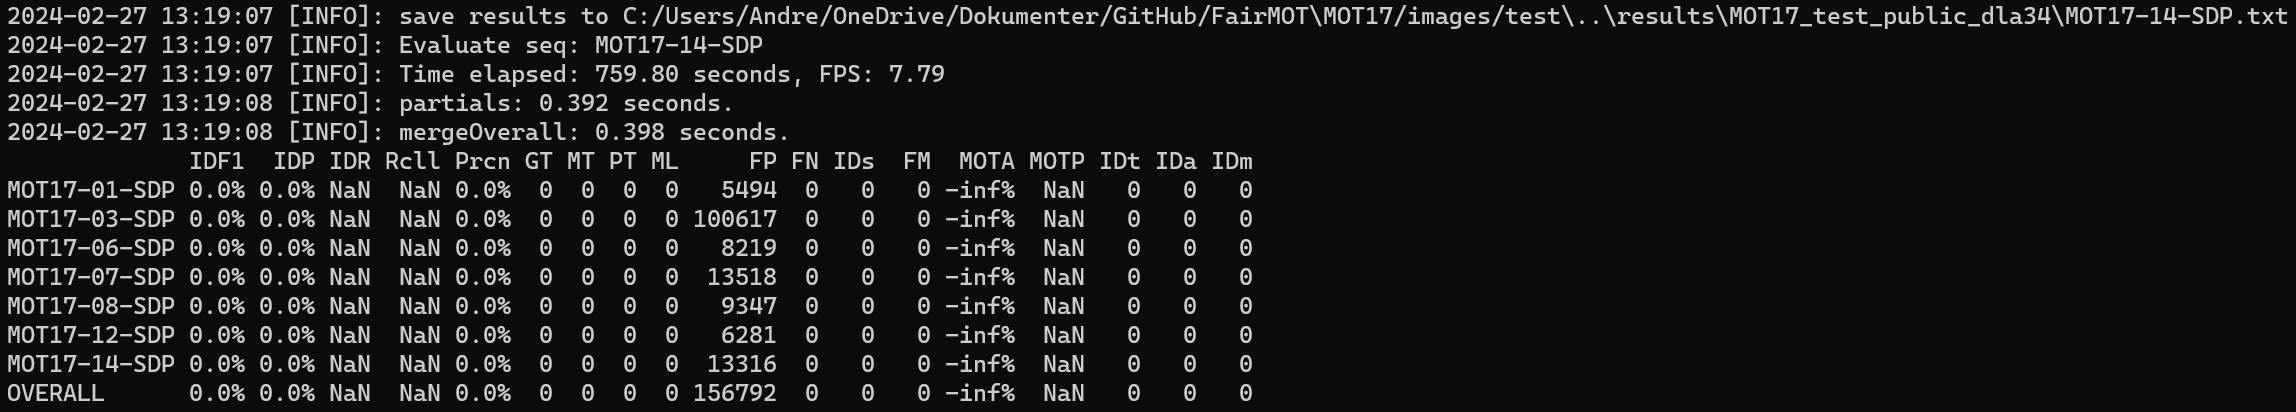 2024-02-27 13:19:07 [INFO]: save results to C:/Users/Andre/OneDrive/Dokumenter/GitHub/FairMOT\MOT17/images/test\..\results\MOT17_test_public_dla34\MOT17-14-SDP.txt
2024-02-27 13:19:07 [INFO]: Evaluate seq: MOT17-14-SDP
2024-02-27 13:19:07 [INFO]: Time elapsed: 759.80 seconds, FPS: 7.79
2024-02-27 13:19:08 [INFO]: partials: 0.392 seconds.
2024-02-27 13:19:08 [INFO]: mergeOverall: 0.398 seconds.
             IDF1  IDP IDR Rcll Prcn GT MT PT ML     FP FN IDs  FM  MOTA MOTP IDt IDa IDm
MOT17-01-SDP 0.0% 0.0% NaN  NaN 0.0%  0  0  0  0   5494  0   0   0 -inf%  NaN   0   0   0
MOT17-03-SDP 0.0% 0.0% NaN  NaN 0.0%  0  0  0  0 100617  0   0   0 -inf%  NaN   0   0   0
MOT17-06-SDP 0.0% 0.0% NaN  NaN 0.0%  0  0  0  0   8219  0   0   0 -inf%  NaN   0   0   0
MOT17-07-SDP 0.0% 0.0% NaN  NaN 0.0%  0  0  0  0  13518  0   0   0 -inf%  NaN   0   0   0
MOT17-08-SDP 0.0% 0.0% NaN  NaN 0.0%  0  0  0  0   9347  0   0   0 -inf%  NaN   0   0   0
MOT17-12-SDP 0.0% 0.0% NaN  NaN 0.0%  0  0  0  0   6281  0   0   0 -inf%  NaN   0   0   0
MOT17-14-SDP 0.0% 0.0% NaN  NaN 0.0%  0  0  0  0  13316  0   0   0 -inf%  NaN   0   0   0
OVERALL      0.0% 0.0% NaN  NaN 0.0%  0  0  0  0 156792  0   0   0 -inf%  NaN   0   0   0